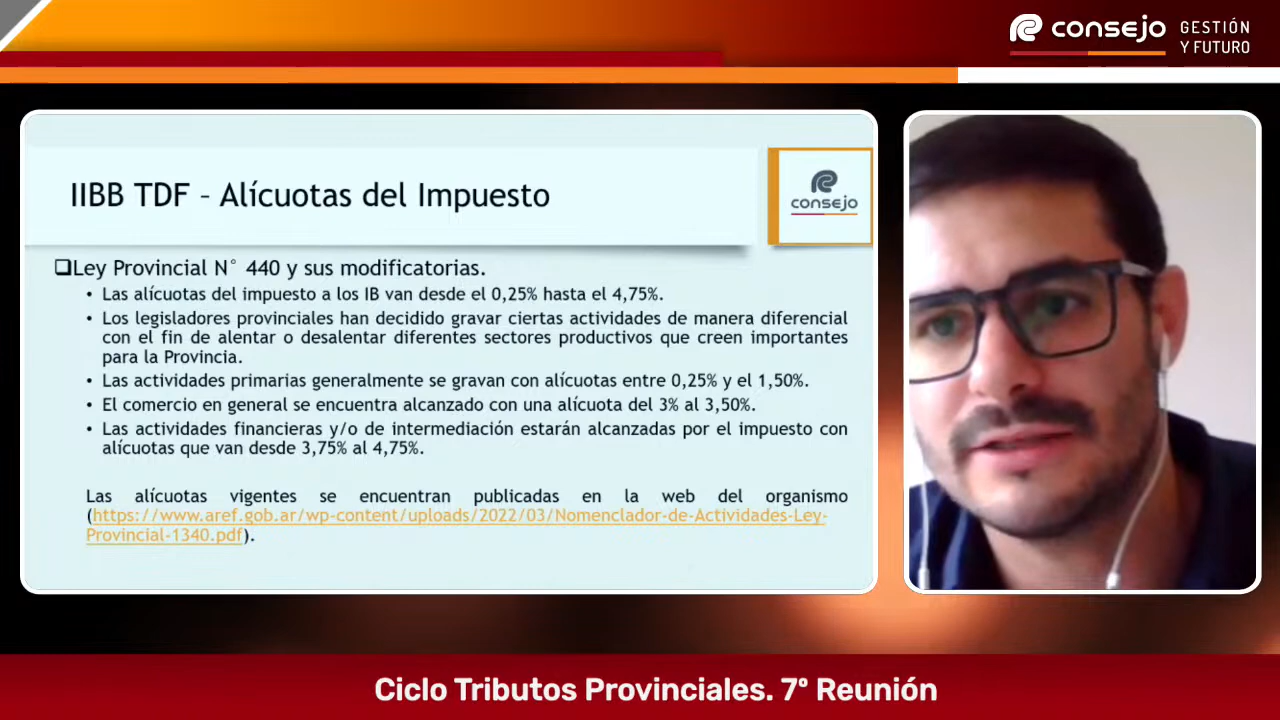 consejo
GESTIÓN
Y FUTURO
IIBB TDF – Alícuotas del Impuesto
consejo
❑Ley Provincial N° 440 y sus modificatorias.
• Las alícuotas del impuesto a los IB van desde el 0,25% hasta el 4,75%.
• Los legisladores provinciales han decidido gravar ciertas actividades de manera diferencial
con el fin de alentar o desalentar diferentes sectores productivos que creen importantes
para la Provincia.
• Las actividades primarias generalmente se gravan con alícuotas entre 0,25% y el 1,50%.
• El comercio en general se encuentra alcanzado con una alícuota del 3% al 3,50%.
• Las actividades financieras y/o de intermediación estarán alcanzadas por el impuesto con
alícuotas que van desde 3,75% al 4,75%.
Las alícuotas vigentes se encuentran publicadas en la web del organismo
(https://www.aref.gob.ar/wp-content/uploads/2022/03/Nomenclador-de-Actividades-Ley-
Provincial-1340.pdf).
Ciclo Tributos Provinciales. 7º Reunión